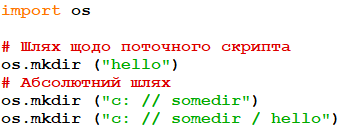 import os
# Шлях щодо поточного скрипта
os.mkdir ("hello")
# Абсолютний шлях
os.mkdir ("c: // somedir")
os.mkdir ("c: // somedir / hello")